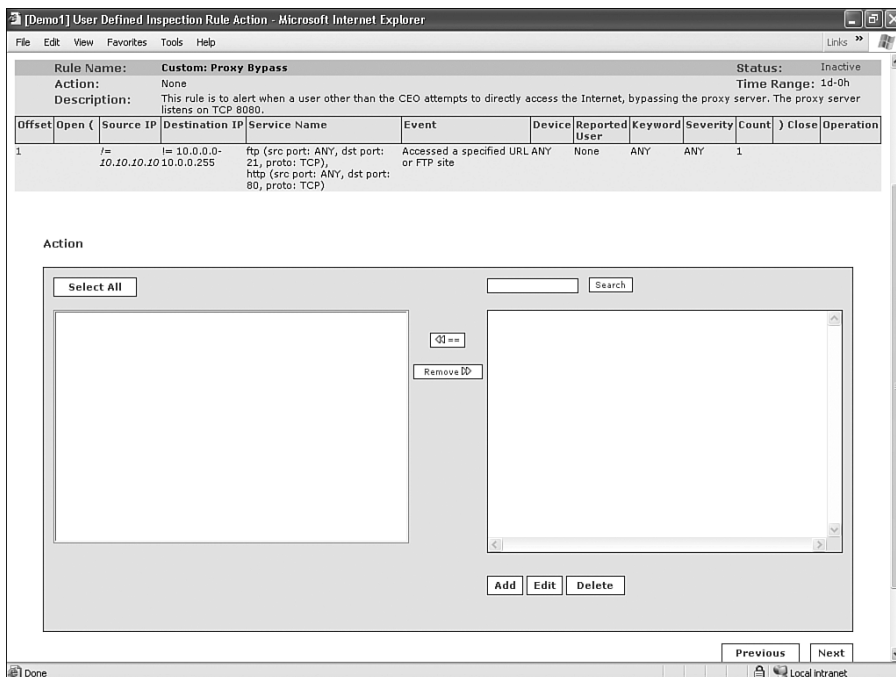 [Demo1] User Defined Inspection Rule Action - Microsoft Internet Explorer
File Edit View Favorites Tools Help Links »
Rule Name: Custom: Proxy Bypass Status: Inactive
Action: None Time Range: 1d-0h
Description: This rule is to alert when a user other than the CEO attempts to directly access the Internet, bypassing the proxy server. The proxy server
listens on TCP 8080.
Offset Open ( Source IP Destination IP Service Name Event Device Reported User Keyword Severity Count ) Close Operation
1 != != 10.0.0.0- ftp (src port: ANY, dst port: Accessed a specified URL ANY None ANY ANY 1
10.10.10.10 10.0.0.255 21, proto: TCP), or FTP site
http (src port: ANY, dst port:
80, proto: TCP)
Action
Select All Search
==
Remove
Add Edit Delete
Previous Next
Done Local intranet